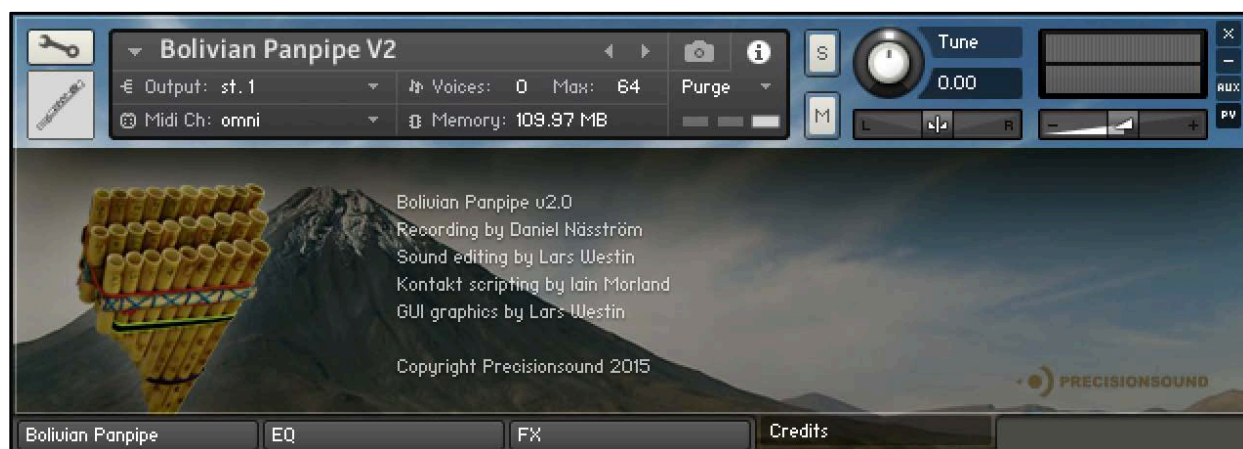 Bolivian Panpipe V2
Output: st. 1
Voices: 0 Max: 64
Purge
Midi Ch: omni
Memory: 109.97 MB
S
M
Tune
0.00
L R
- +
×
-
AUX
PV
Bolivian Panpipe v2.0
Recording by Daniel Näsström
Sound editing by Lars Westin
Kontakt scripting by Iain Morland
GUI graphics by Lars Westin
Copyright Precisionsound 2015
PRECISIONSOUND
Bolivian Panpipe
EQ
FX
Credits